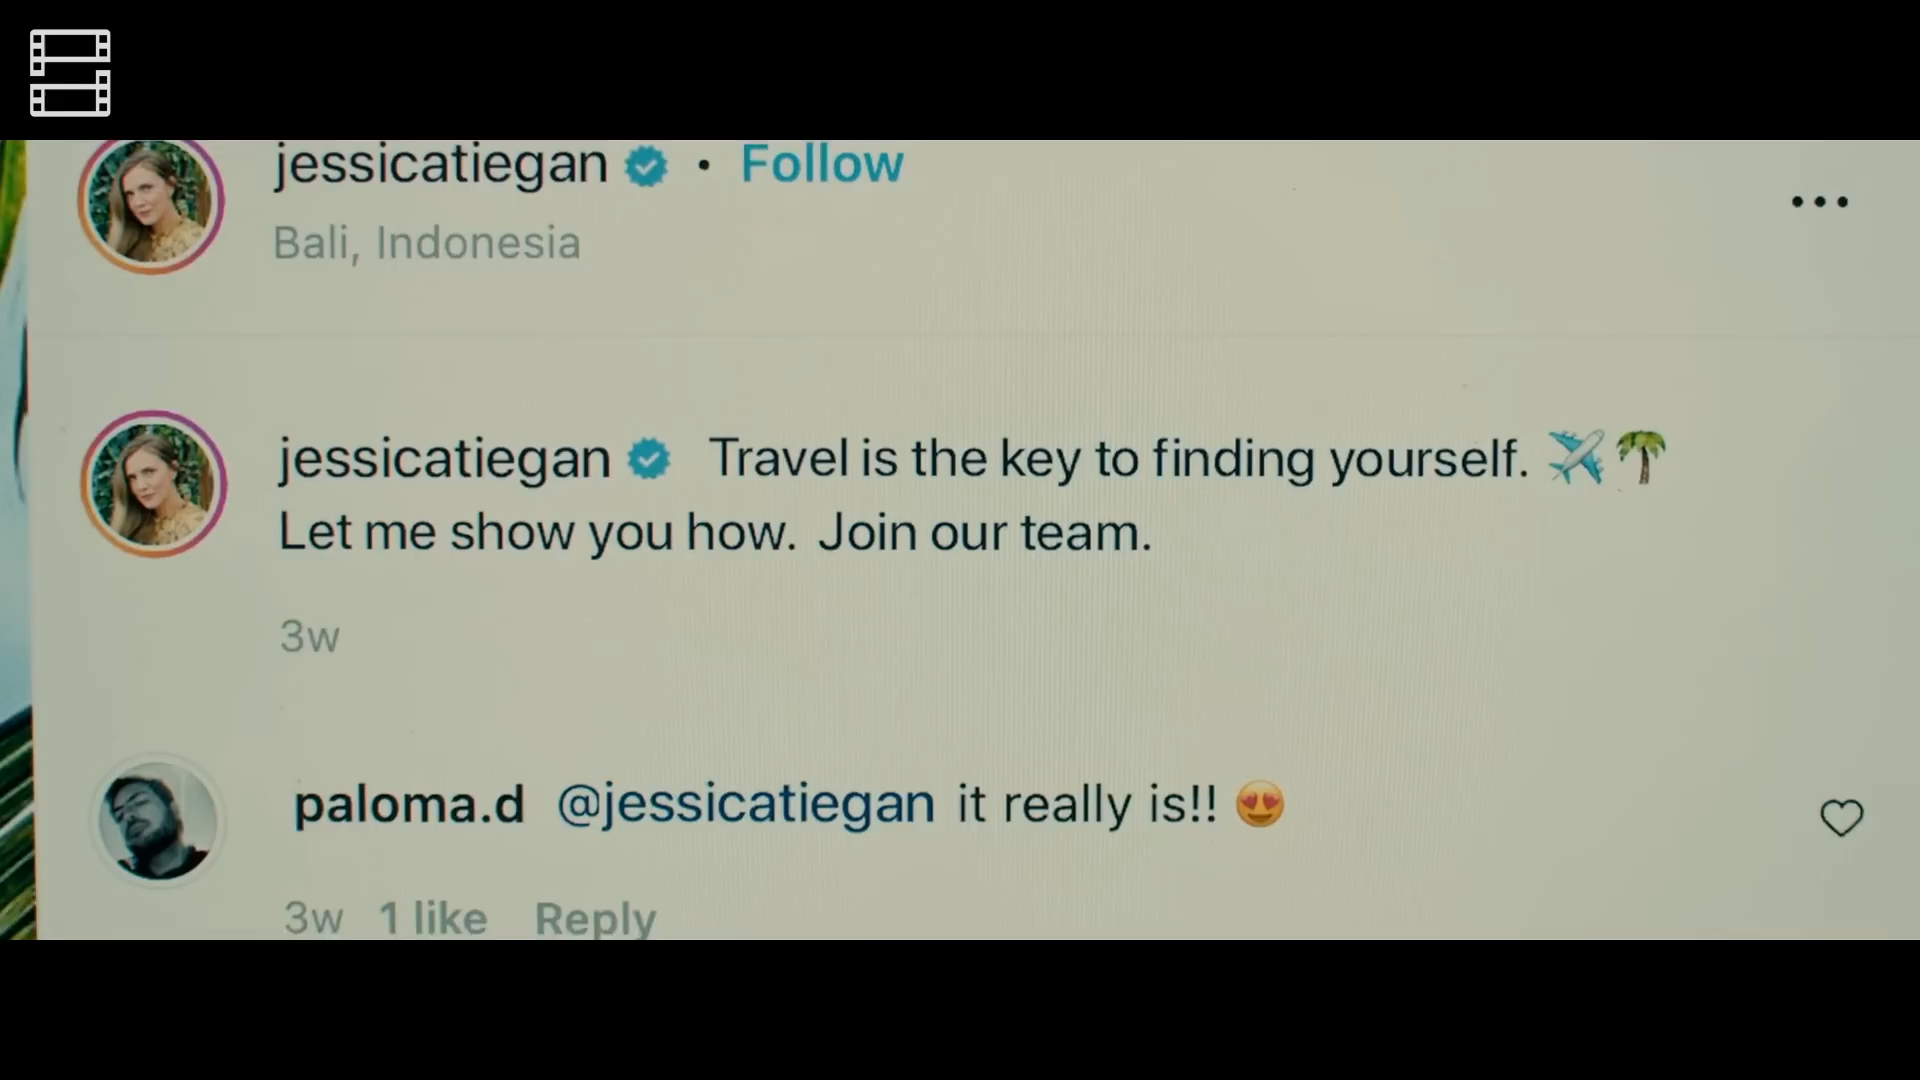 jessicatiegan • Follow
Bali, Indonesia
jessicatiegan Travel is the key to finding yourself. ✈️🌴
Let me show you how. Join our team.
3w
paloma.d @jessicatiegan it really is!! 😍
3w 1 like Reply